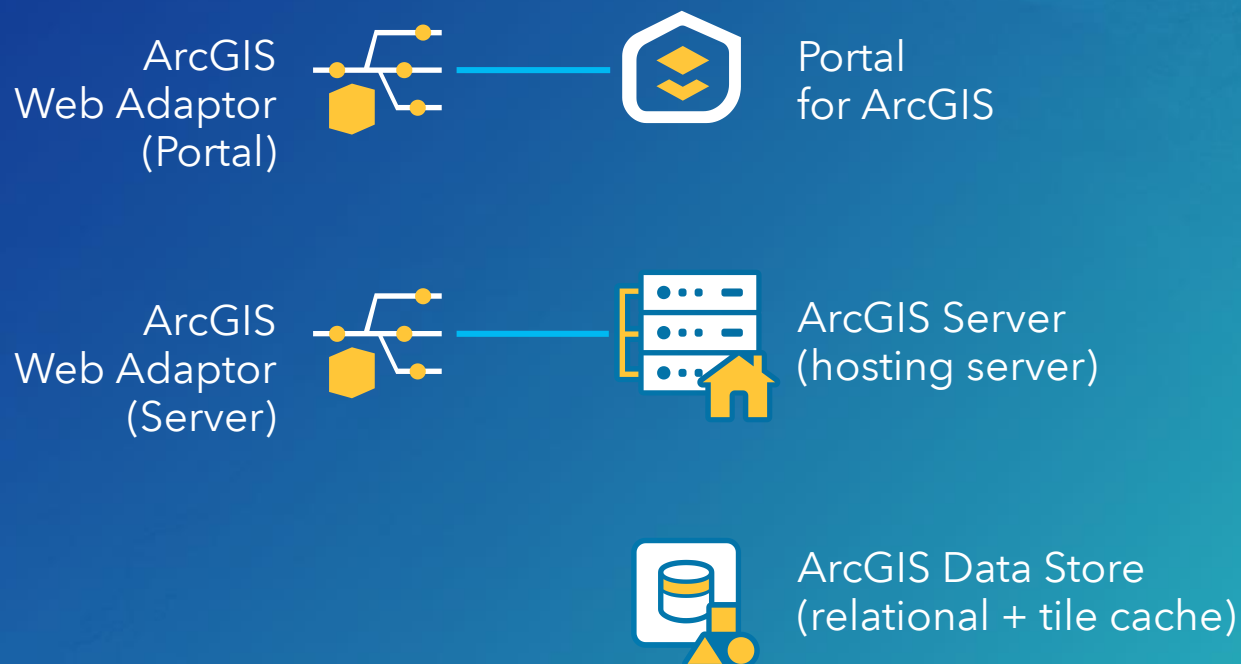 ArcGIS
Web Adaptor
(Portal)
Portal
for ArcGIS
ArcGIS
Web Adaptor
(Server)
ArcGIS Server
(hosting server)
ArcGIS Data Store
(relational + tile cache)